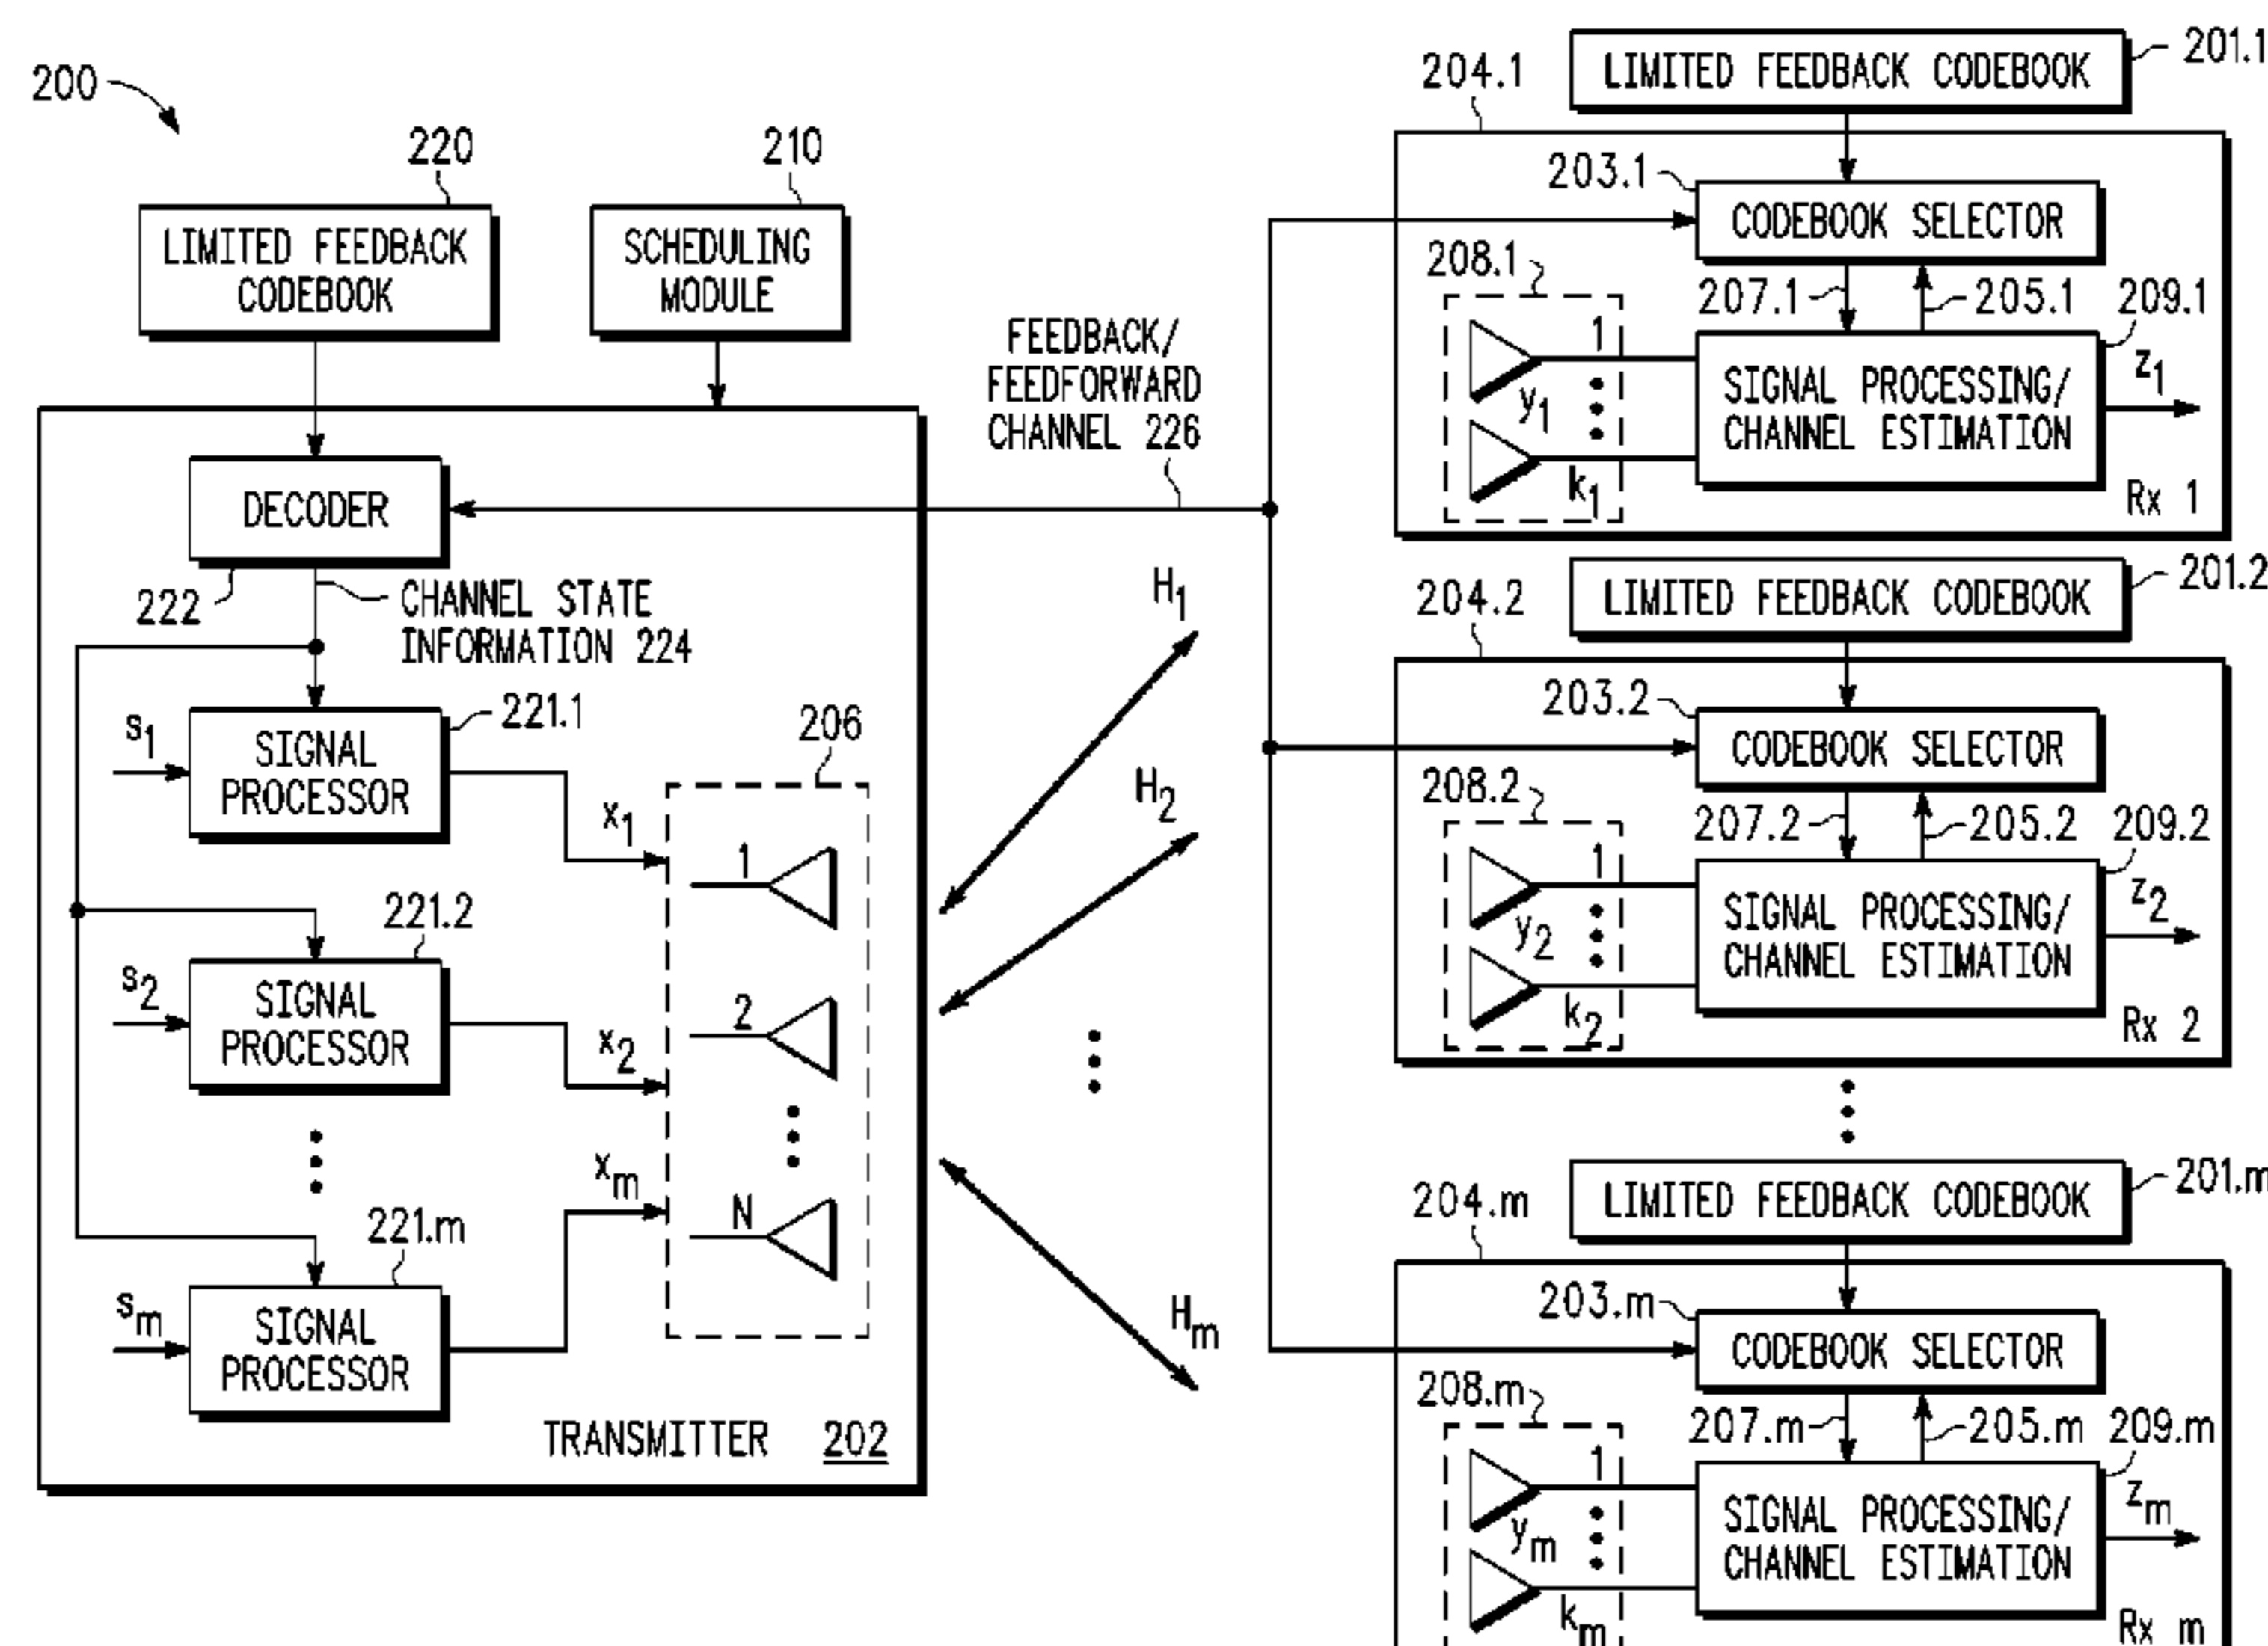 200
220
LIMITED FEEDBACK
CODEBOOK
210
SCHEDULING
MODULE
DECODER
222
CHANNEL STATE
INFORMATION 224
FEEDBACK/
FEEDFORWARD
CHANNEL 226
s1
SIGNAL
PROCESSOR
221.1
x1
s2
SIGNAL
PROCESSOR
221.2
x2
sm
SIGNAL
PROCESSOR
221.m
xm
206
1
2
N
TRANSMITTER 202
H1
H2
Hm
LIMITED FEEDBACK CODEBOOK
201.1
204.1
203.1
CODEBOOK SELECTOR
208.1
207.1
205.1
209.1
1
y1
k1
SIGNAL PROCESSING/
CHANNEL ESTIMATION
z1
Rx 1
LIMITED FEEDBACK CODEBOOK
201.2
204.2
203.2
CODEBOOK SELECTOR
208.2
207.2
205.2
209.2
1
y2
k2
SIGNAL PROCESSING/
CHANNEL ESTIMATION
z2
Rx 2
LIMITED FEEDBACK CODEBOOK
201.m
204.m
203.m
CODEBOOK SELECTOR
208.m
207.m
205.m
209.m
1
ym
km
SIGNAL PROCESSING/
CHANNEL ESTIMATION
zm
Rx m